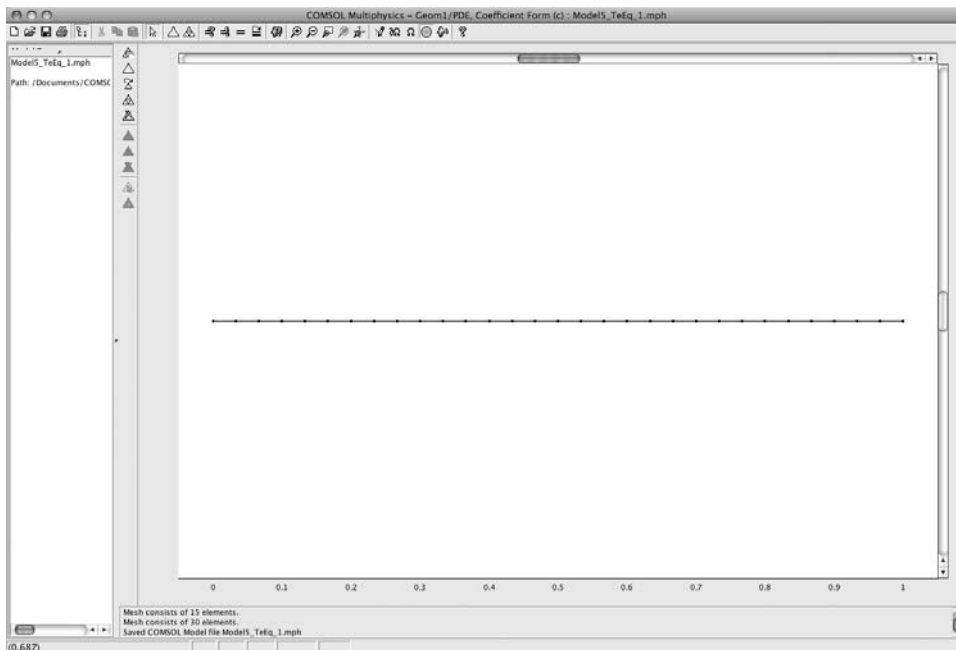 COMSOL Multiphysics – Geom1/PDE, Coefficient Form (c) : Model5_TeEq_1.mph
Model5_TeEq_1.mph
Path: /Documents/COMSC
0 0.1 0.2 0.3 0.4 0.5 0.6 0.7 0.8 0.9 1
Mesh consists of 15 elements.
Mesh consists of 30 elements.
Saved COMSOL Model file Model5_TeEq_1.mph
(0.687)